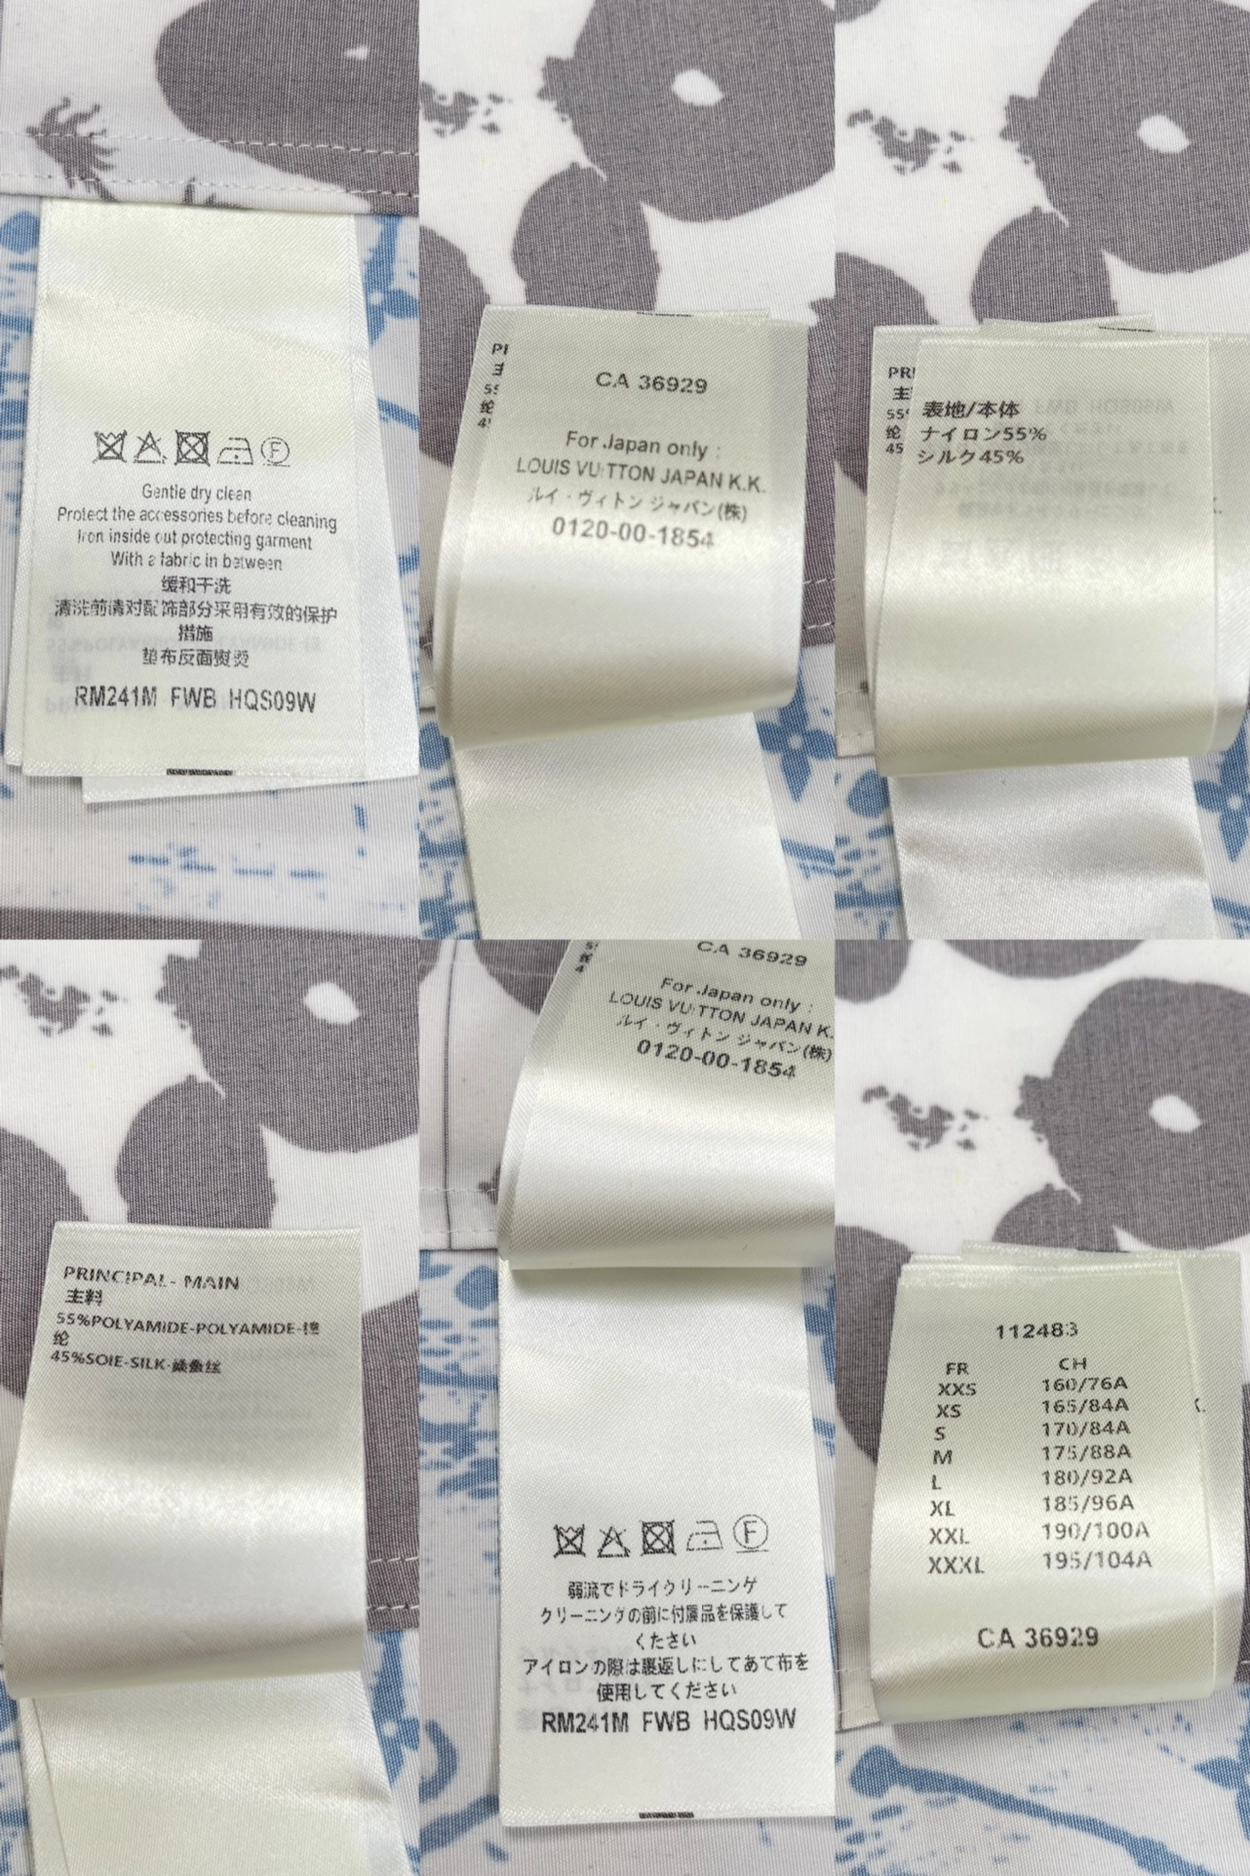 Gentle dry clean
Protect the accessories before cleaning
Iron inside out protecting garment
With a fabric in between
缓和干洗
清洗前请对配饰部分采用有效的保护
措施
垫布反面熨烫
RM241M FWB HQS09W
CA 36929
For Japan only :
LOUIS VUITTON JAPAN K.K.
ルイ・ヴィトン ジャパン(株)
0120-00-1854
表地/本体
ナイロン55%
シルク45%
PRINCIPAL- MAIN
主料
55%POLYAMIDE-POLYAMIDE-锦
纶
45%SOIE-SILK-桑蚕丝
CA 36929
For Japan only :
LOUIS VUITTON JAPAN K.
ルイ・ヴィトン ジャパン(株)
0120-00-1854
F
弱流でドライクリーニング
クリーニングの前に付属品を保護して
ください
アイロンの際は裏返しにしてあて布を
使用してください
RM241M FWB HQS09W
112483
FR CH
XXS 160/76A
XS 165/84A
S 170/84A
M 175/88A
L 180/92A
XL 185/96A
XXL 190/100A
XXXL 195/104A
CA 36929